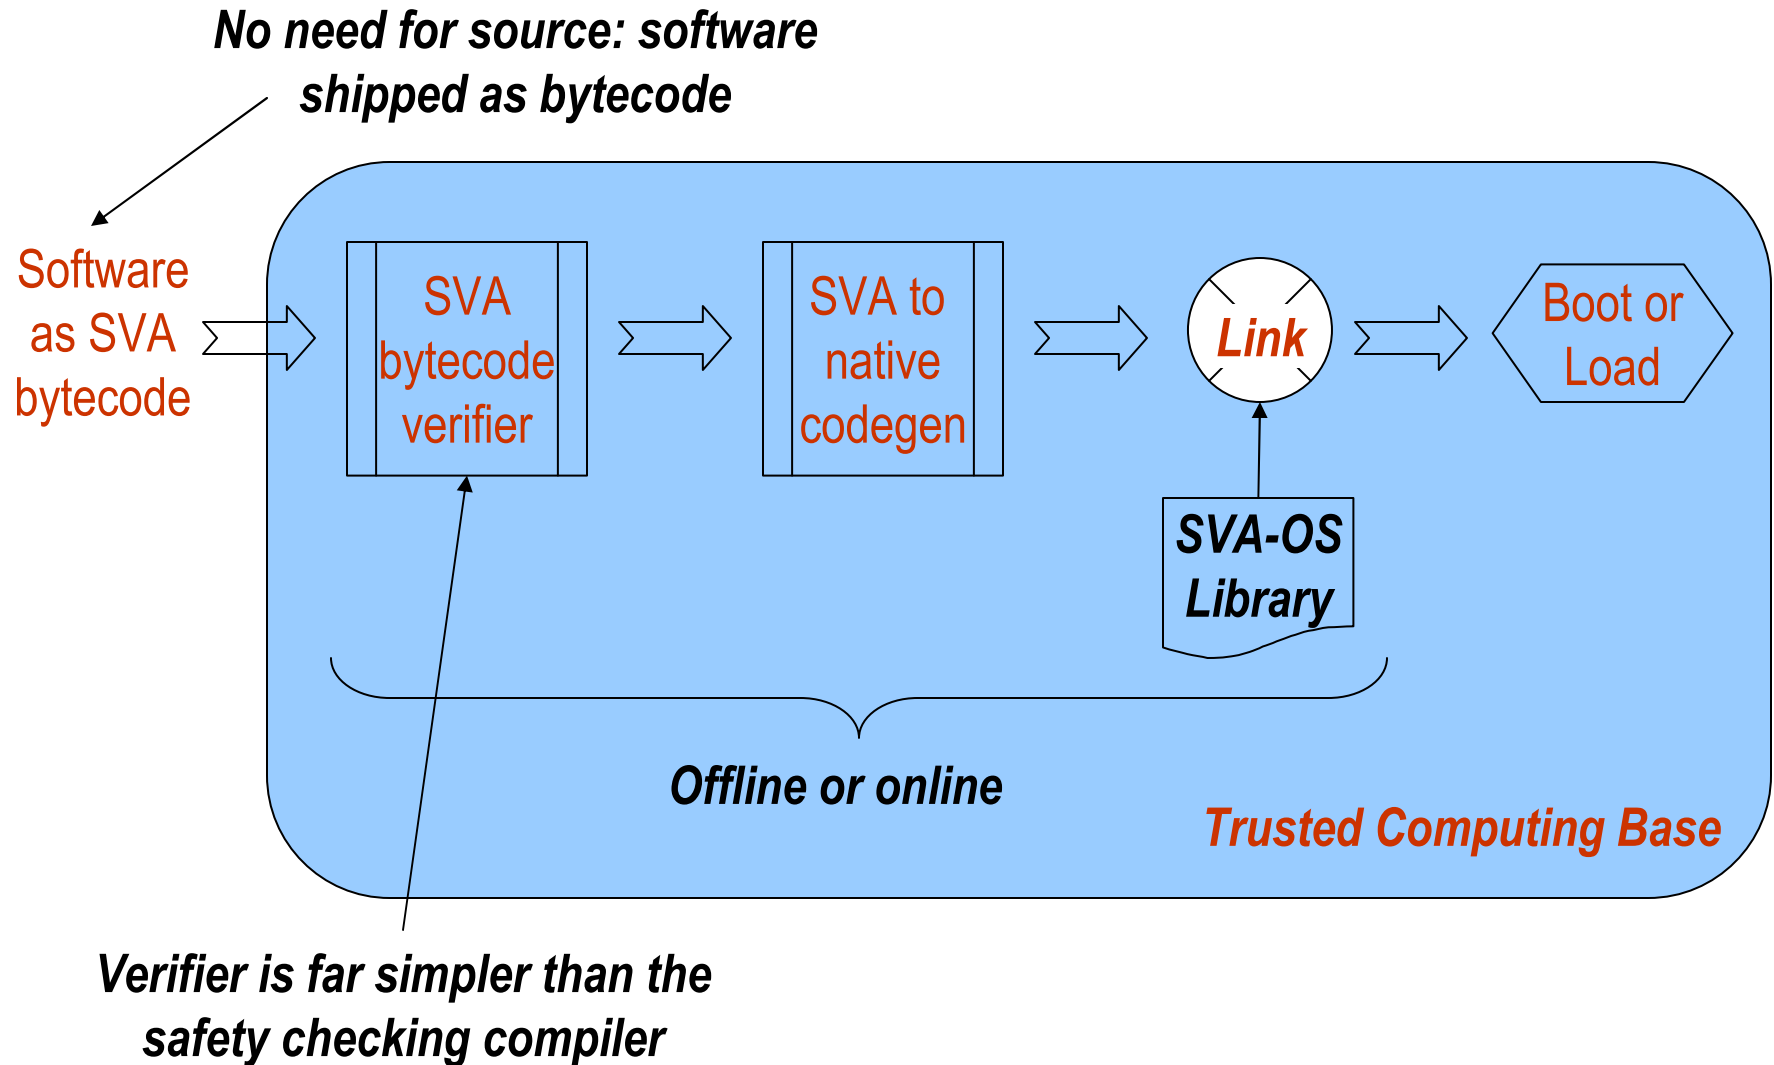 No need for source: software
shipped as bytecode
Software
as SVA
bytecode
SVA
bytecode
verifier
SVA to
native
codegen
Link
Boot or
Load
SVA-OS
Library
Offline or online
Trusted Computing Base
Verifier is far simpler than the
safety checking compiler